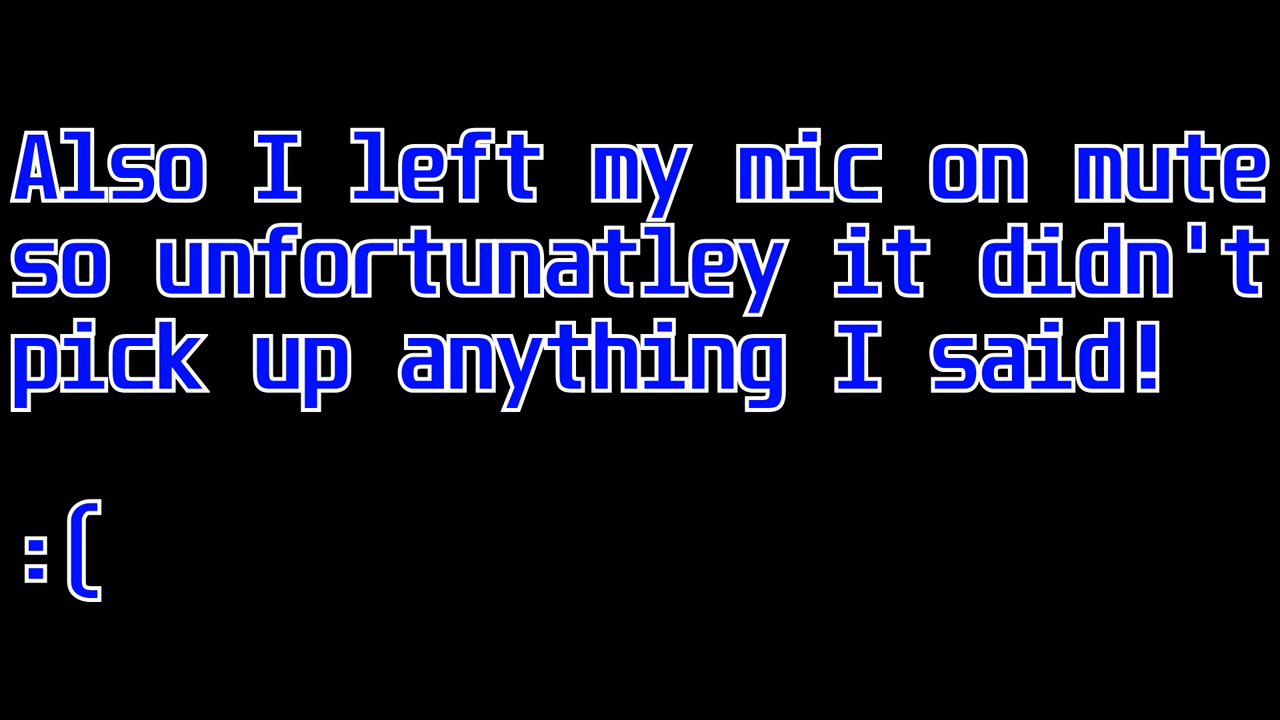 Also I left my mic on mute
so unfortunatley it didn't
pick up anything I said!
:(